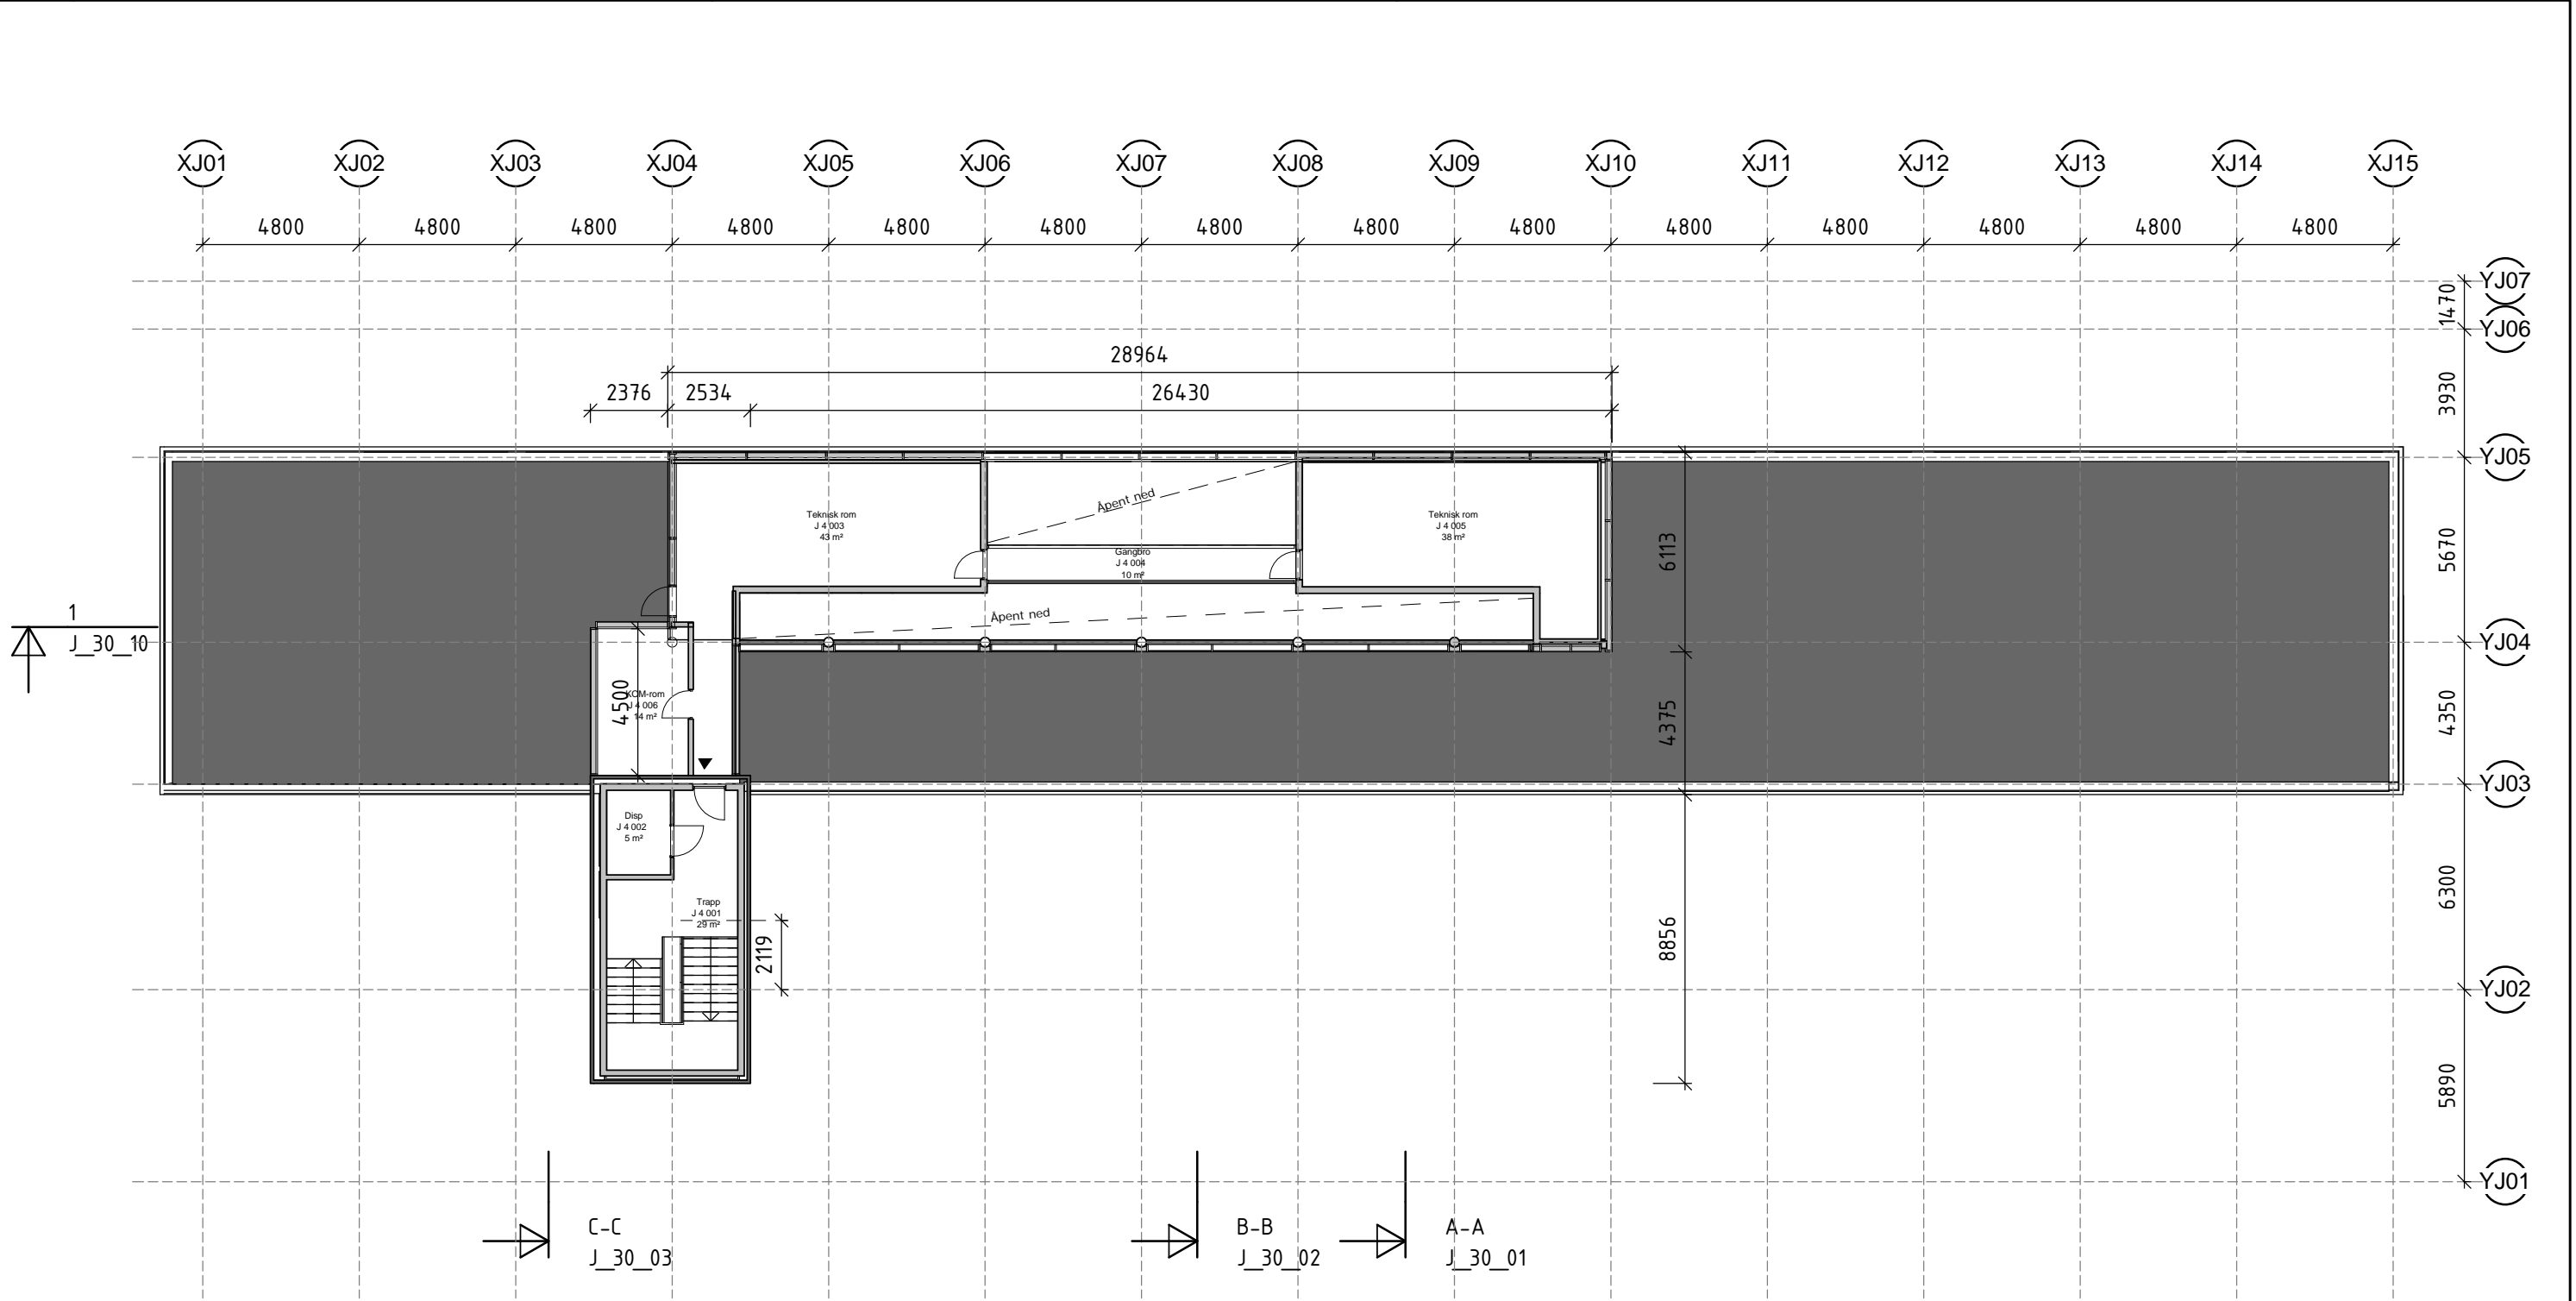 XJ01 XJ02 XJ03 XJ04 XJ05 XJ06 XJ07 XJ08 XJ09 XJ10 XJ11 XJ12 XJ13 XJ14 XJ15
4800 4800 4800 4800 4800 4800 4800 4800 4800 4800 4800 4800 4800 4800
YJ07
1470
YJ06
28964
3930
2376 2534 26430
YJ05
Åpent ned
Teknisk rom
J 4 003
43 m²
Teknisk rom
J 4 005
38 m²
Gangbro
J 4 004
10 m²
6113
5670
Åpent ned
1
J_30_10
YJ04
KOM-rom
J 4 006
14 m²
4500
4375
4350
YJ03
Disp
J 4 002
5 m²
6300
Trapp
J 4 001
29 m²
2119
8856
YJ02
5890
YJ01
C-C
J_30_03
B-B
J_30_02
A-A
J_30_01